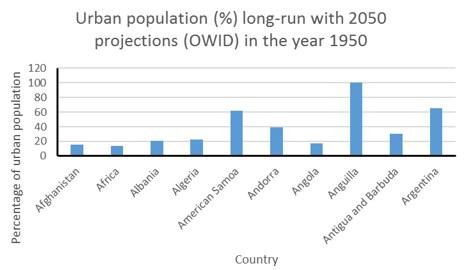 Urban population (%) long-run with 2050
projections (OWID) in the year 1950
Percentage of urban population
120
100
80
60
40
20
0
Afghanistan
Africa
Albania
Algeria
American Samoa
Andorra
Angola
Anguilla
Antigua and Barbuda
Argentina
Country